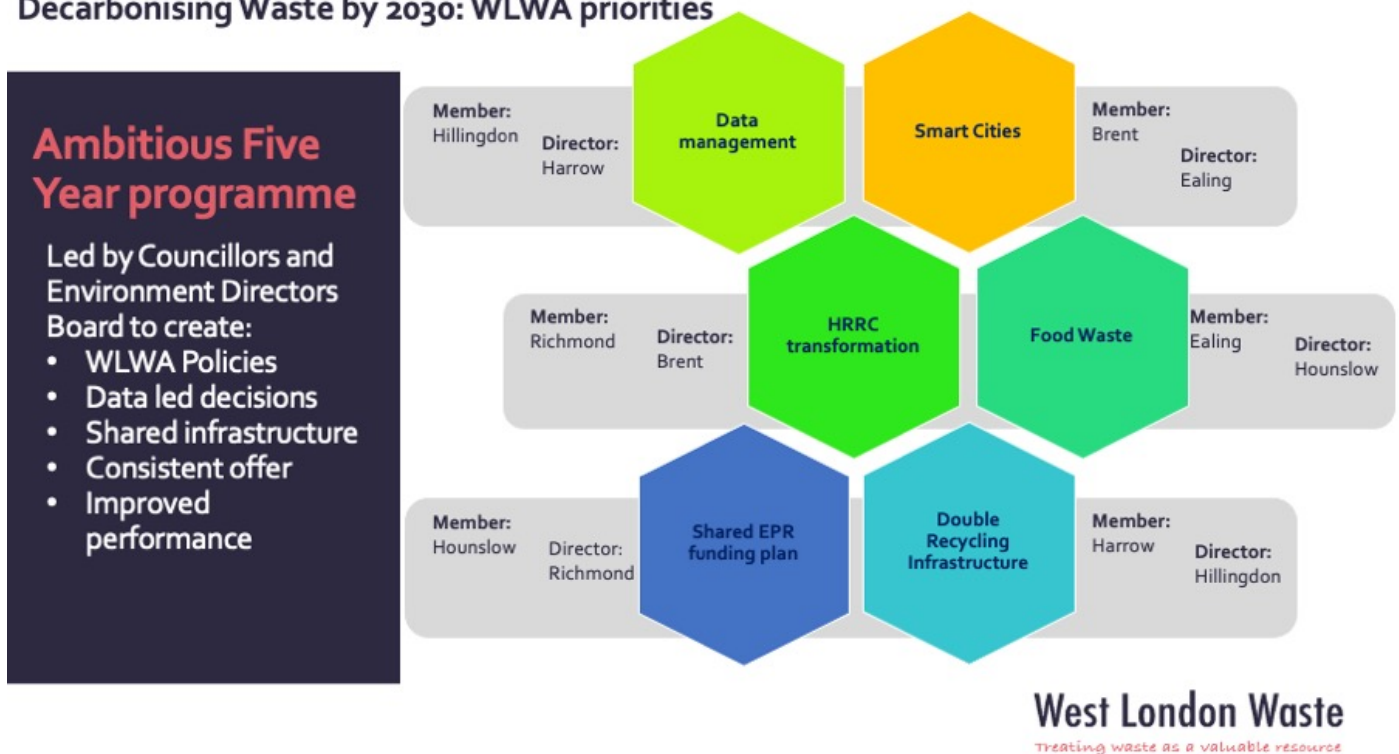 Decarbonising Waste by 2030: WLWA priorities
Ambitious Five
Year programme
Led by Councillors and
Environment Directors
Board to create:
• WLWA Policies
• Data led decisions
• Shared infrastructure
• Consistent offer
• Improved
performance
Member:
Hillingdon
Director:
Harrow
Data
management
Smart Cities
Member:
Brent
Director:
Ealing
Member:
Richmond
Director:
Brent
HRRC
transformation
Food Waste
Member:
Ealing
Director:
Hounslow
Member:
Hounslow
Director:
Richmond
Shared EPR
funding plan
Double
Recycling
Infrastructure
Member:
Harrow
Director:
Hillingdon
West London Waste
Treating waste as a valuable resource